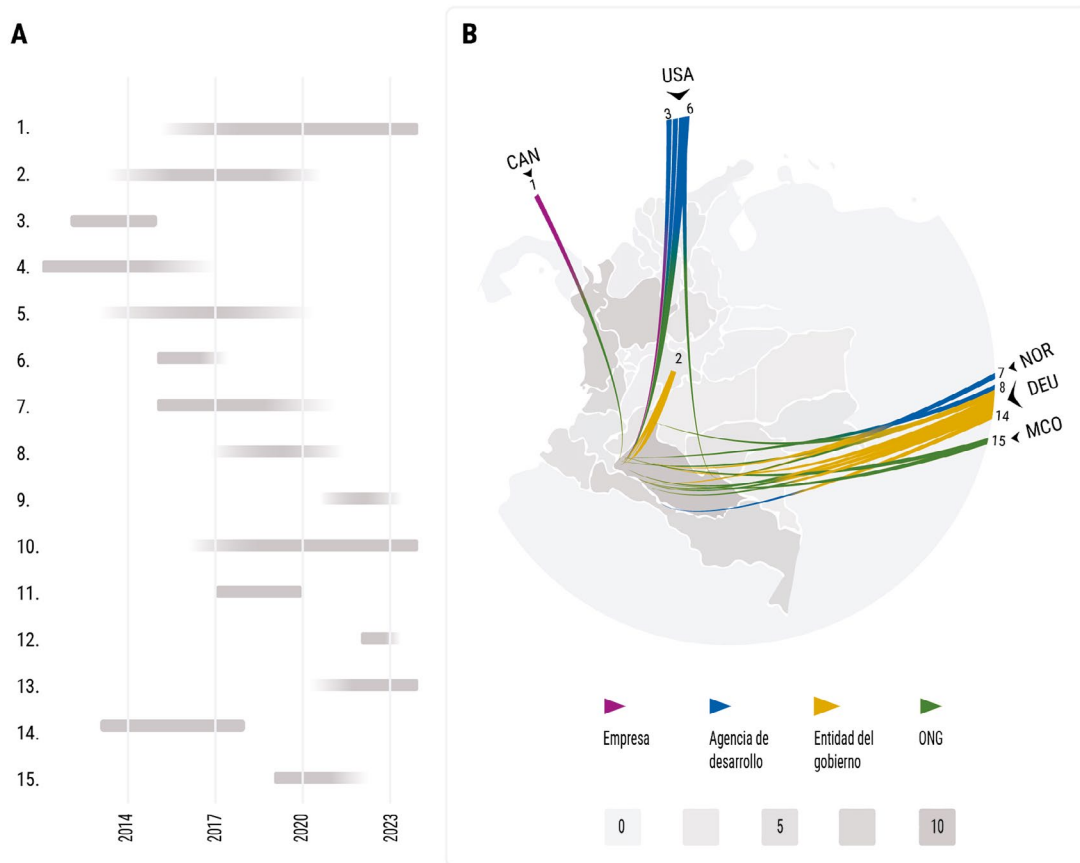 A
1.
2.
3.
4.
5.
6.
7.
8.
9.
10.
11.
12.
13.
14.
15.
2014
2017
2020
2023
B
USA
3
6
CAN
1
2
7
NOR
8
DEU
14
15
MCO
Empresa
Agencia de
desarrollo
Entidad del
gobierno
ONG
0
5
10